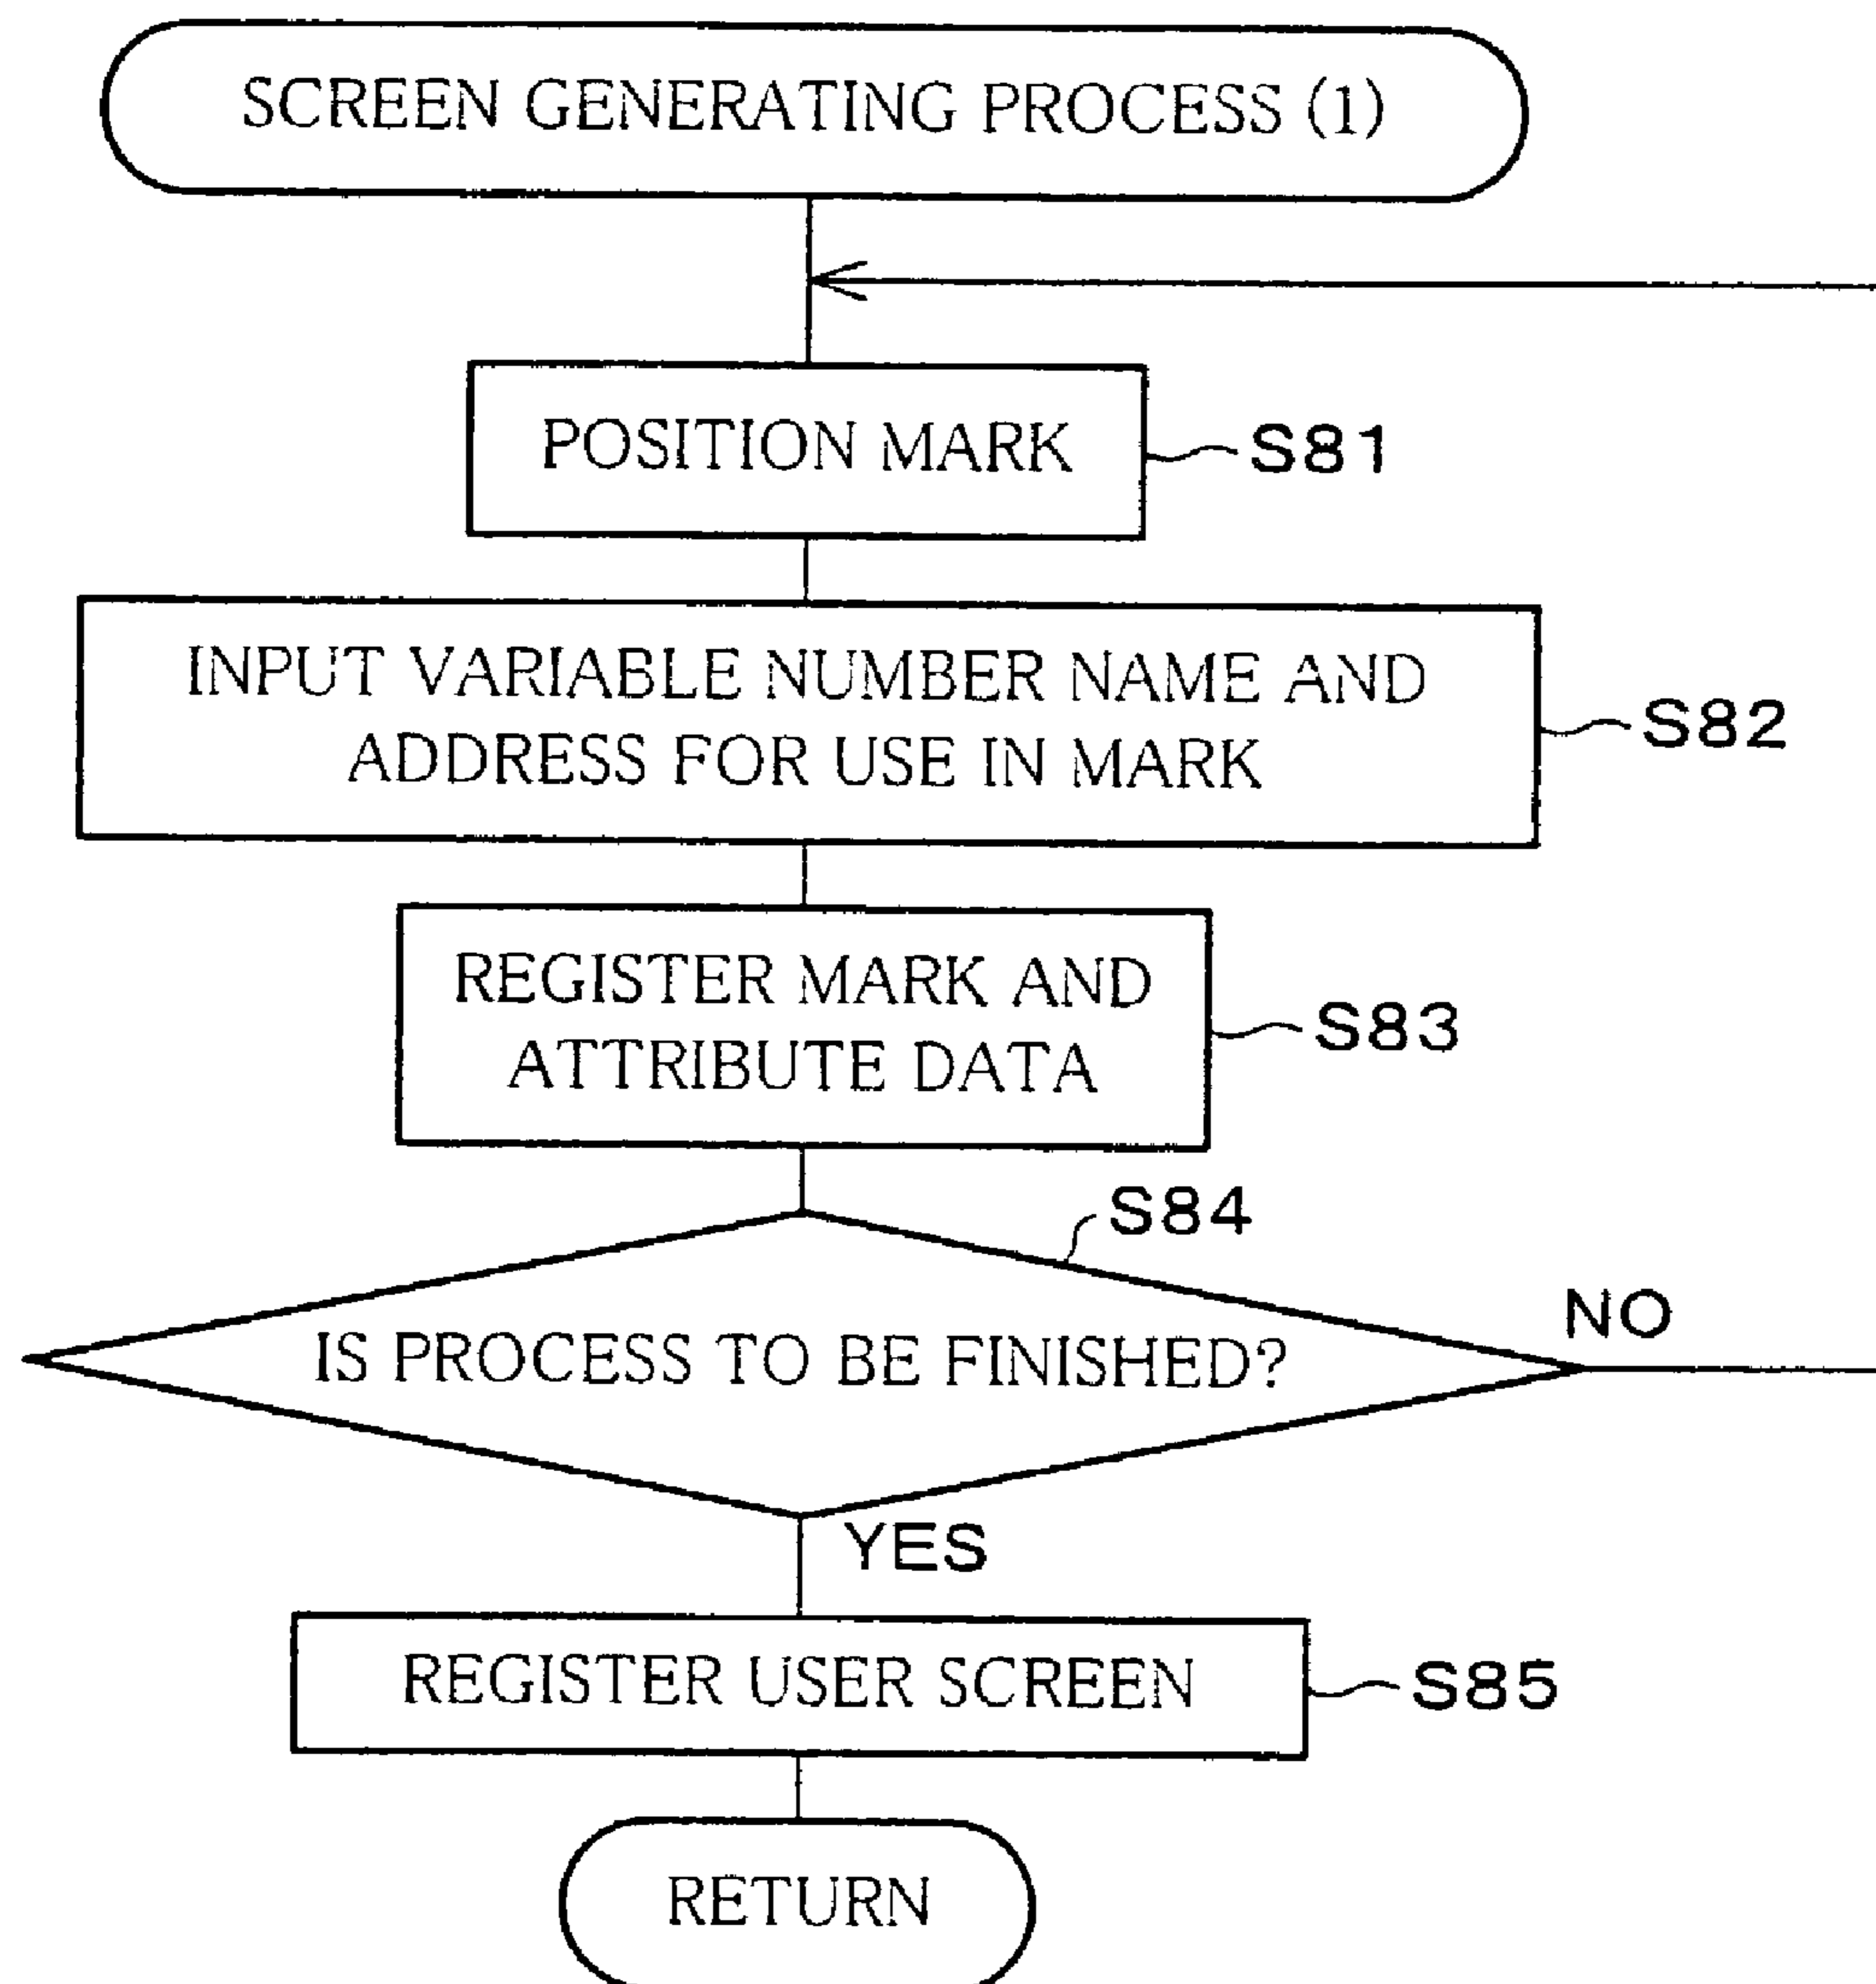 SCREEN GENERATING PROCESS (1)
POSITION MARK
S81
INPUT VARIABLE NUMBER NAME AND
ADDRESS FOR USE IN MARK
S82
REGISTER MARK AND
ATTRIBUTE DATA
S83
S84
IS PROCESS TO BE FINISHED?
NO
YES
REGISTER USER SCREEN
S85
RETURN